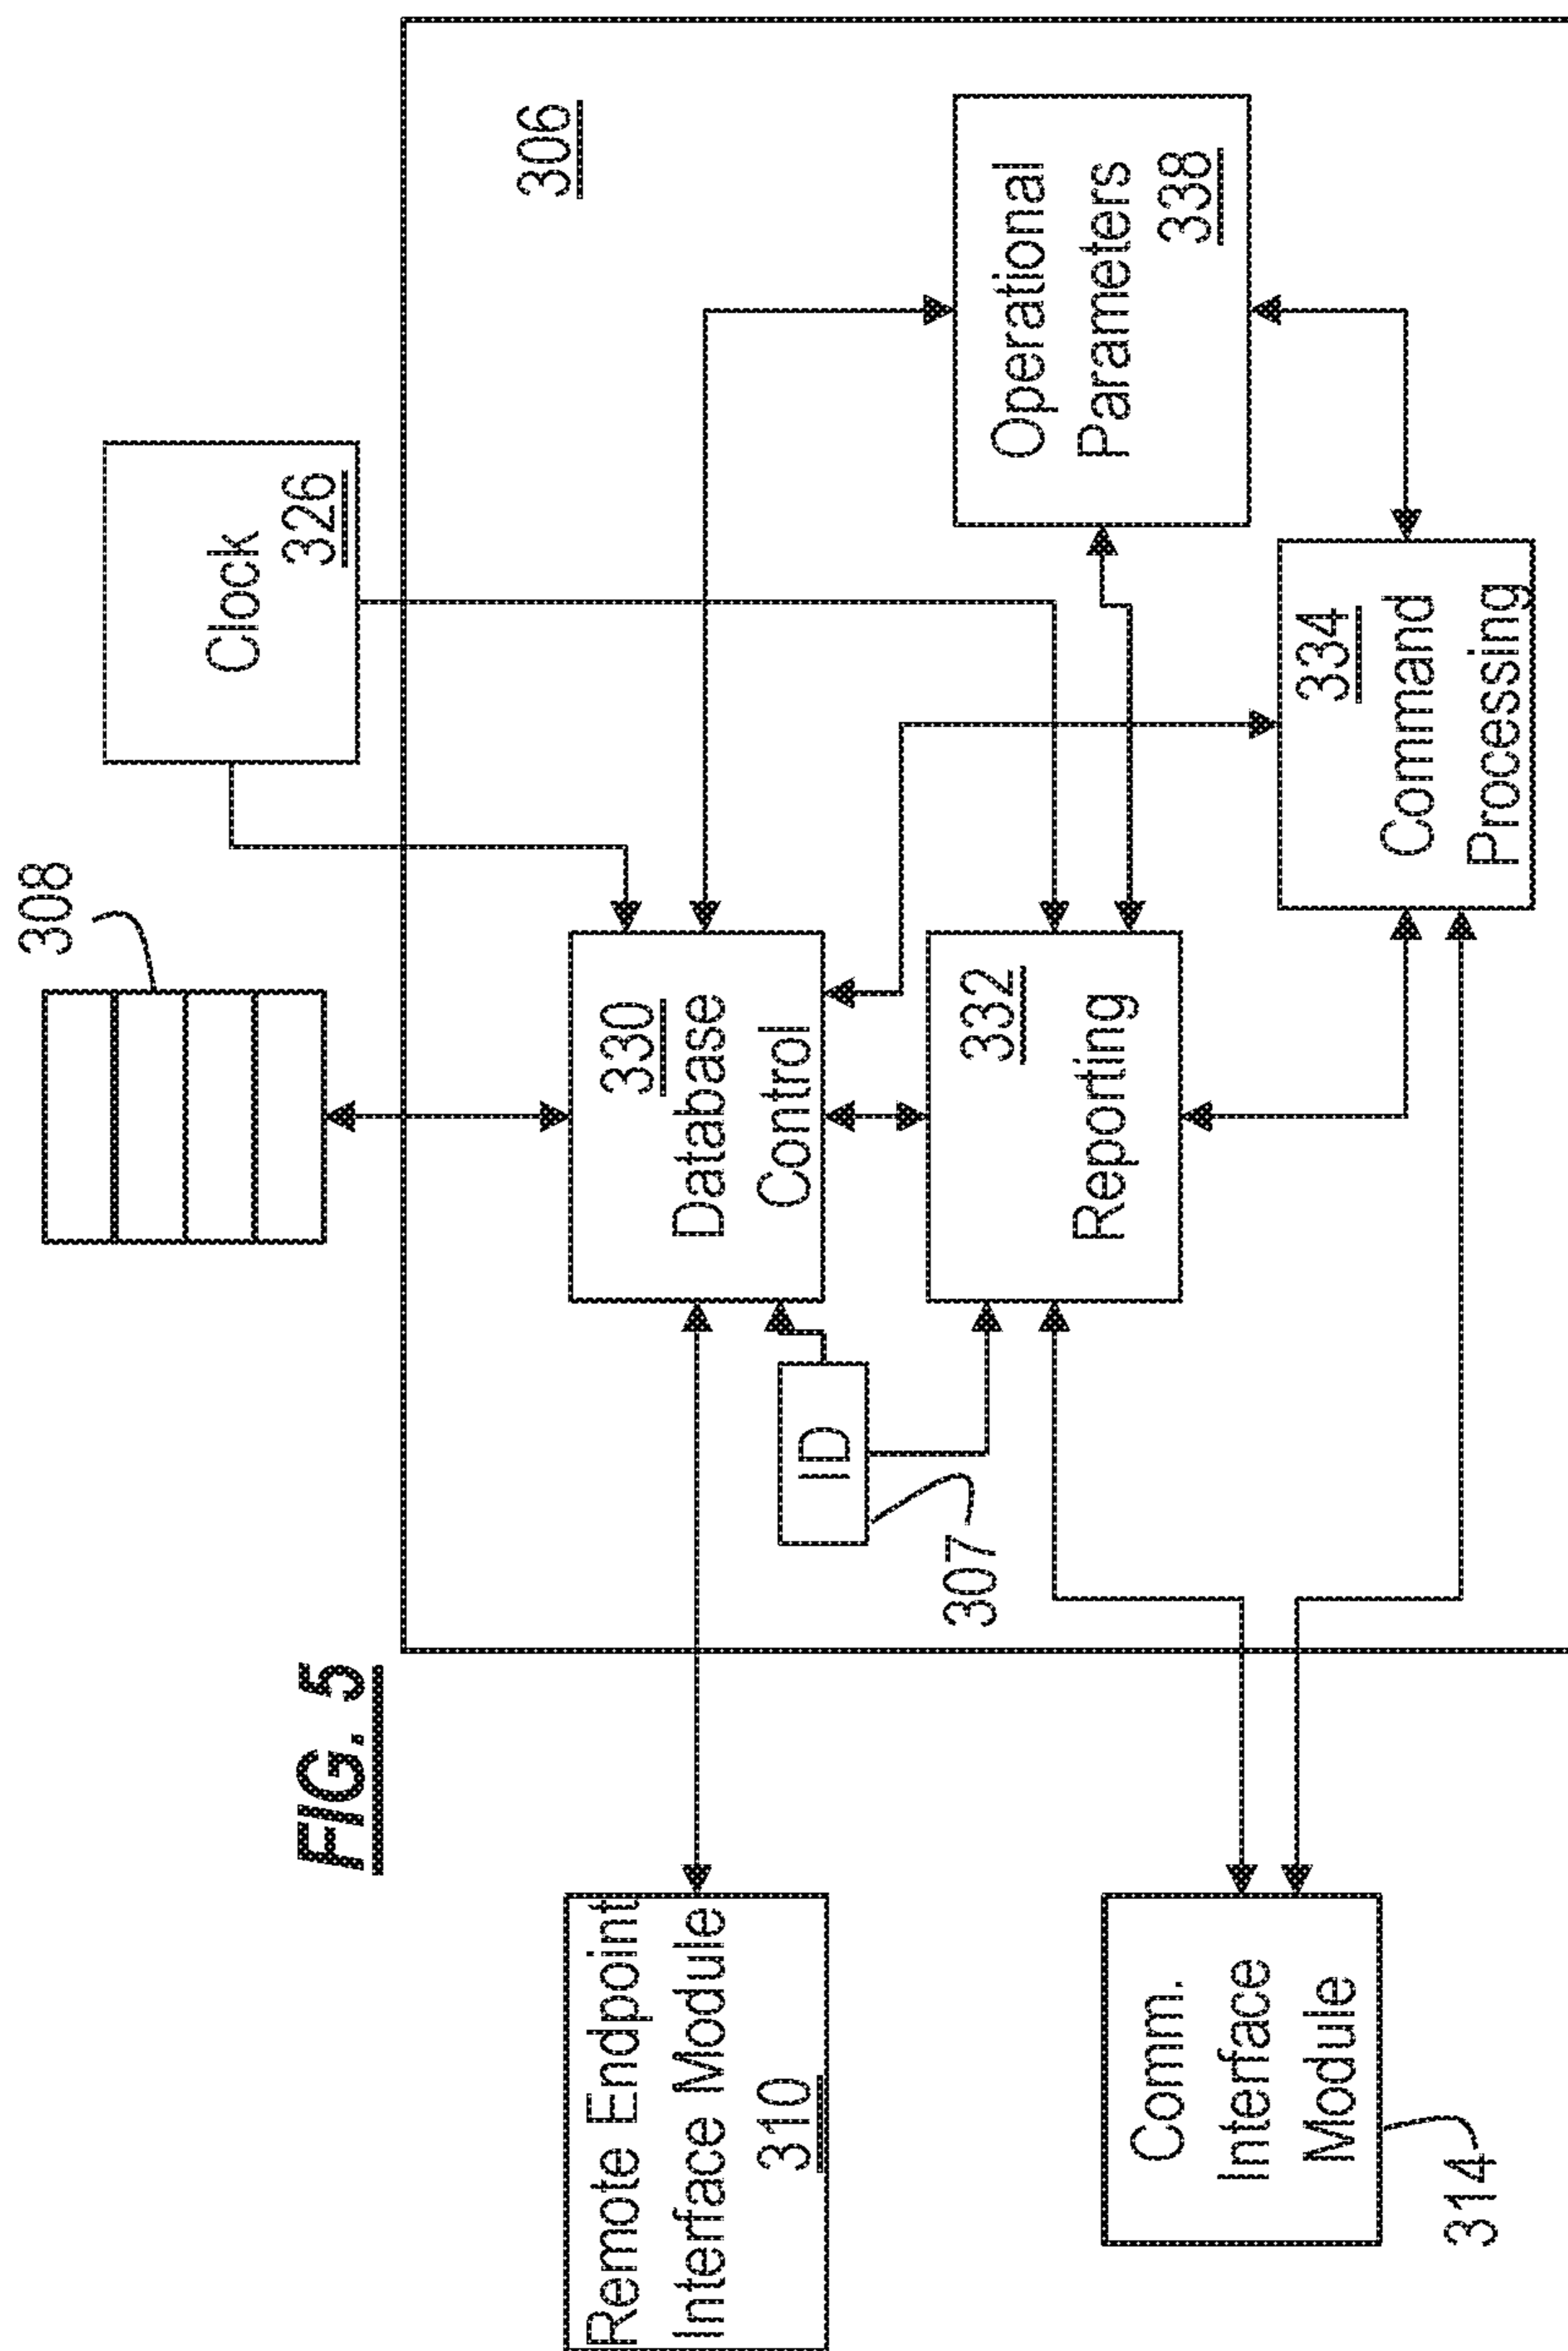 FIG. 5
308
Clock
326
306
Remote Endpoint
Interface Module
310
330
Database
Control
ID
307
332
Reporting
Operational
Parameters
338
Comm.
Interface
Module
314
334
Command
Processing